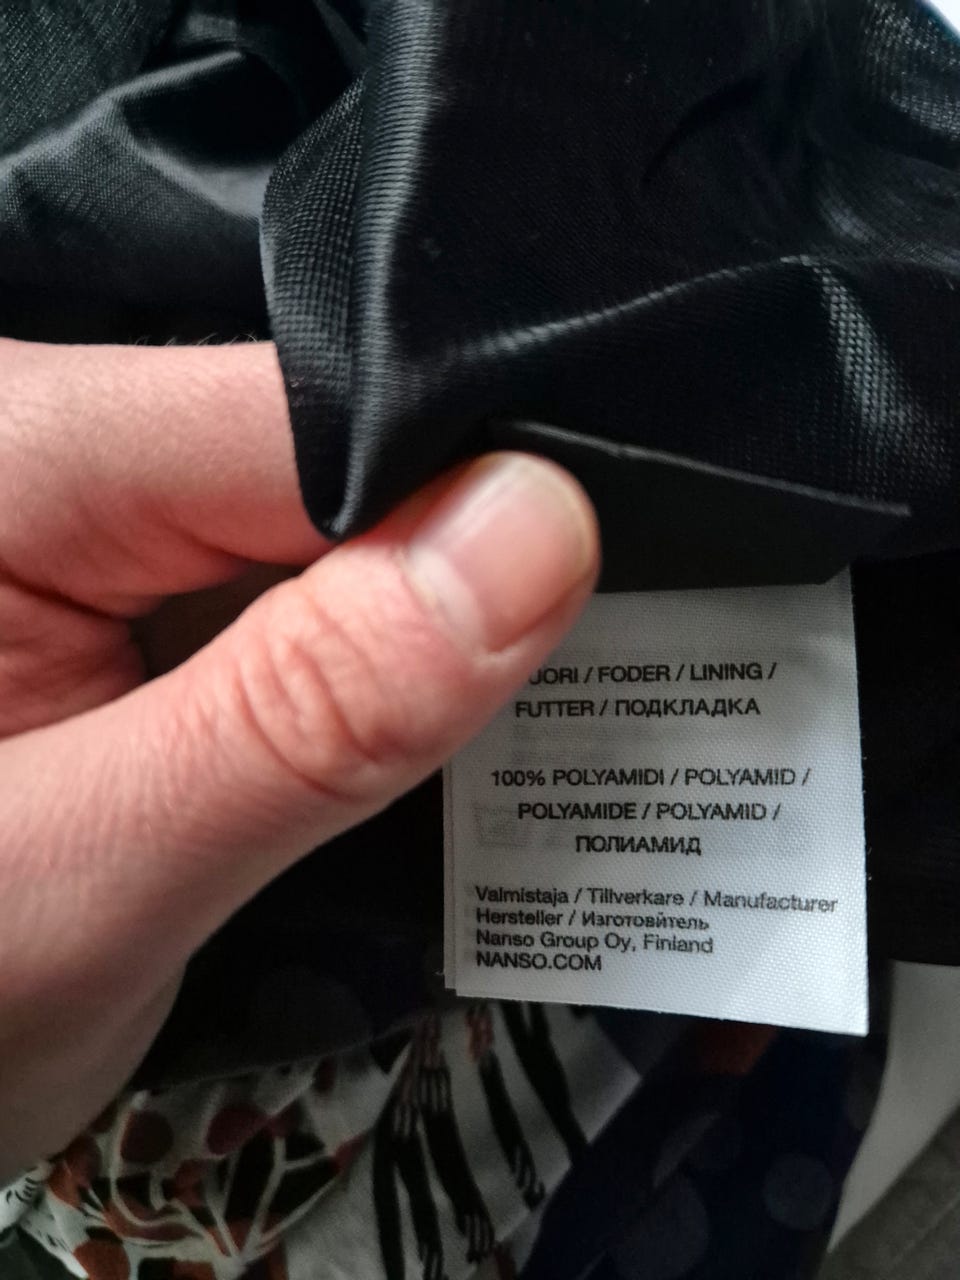 / FODER / LINING /
FUTTER / ПОДКЛАДКА
100% POLYAMIDI / POLYAMID /
POLYAMIDE / POLYAMID /
ПОЛИАМИД
Valmistaja / Tillverkare / Manufacturer
Hersteller / Изготовитель
Nanso Group Oy, Finland
NANSO.COM